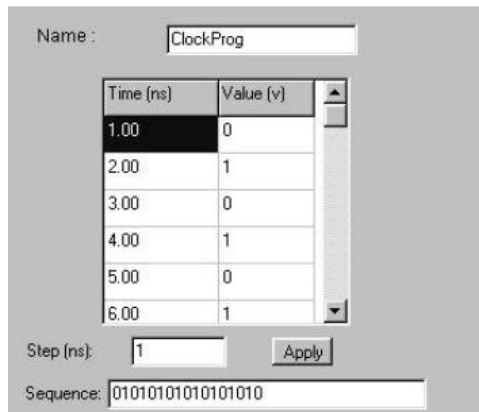 Name : ClockProg
Time (ns) Value (v)
1.00 0
2.00 1
3.00 0
4.00 1
5.00 0
6.00 1
Step (ns): 1 Apply
Sequence: 01010101010101010